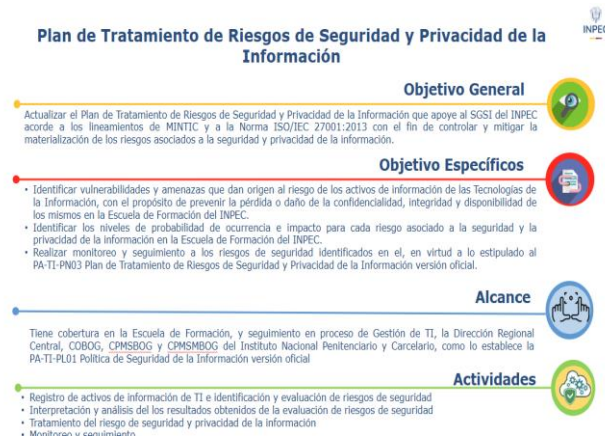 INPEC
Plan de Tratamiento de Riesgos de Seguridad y Privacidad de la
Información
Objetivo General
Actualizar el Plan de Tratamiento de Riesgos de Seguridad y Privacidad de la Información que apoye al SGSI del INPEC
acorde a los lineamientos de MINTIC y a la Norma ISO/IEC 27001:2013 con el fin de controlar y mitigar la
materialización de los riesgos asociados a la seguridad y privacidad de la información.
Objetivo Específicos
• Identificar vulnerabilidades y amenazas que dan origen al riesgo de los activos de información de las Tecnologías de
la Información, con el propósito de prevenir la pérdida o daño de la confidencialidad, integridad y disponibilidad de
los mismos en la Escuela de Formación del INPEC.
• Identificar los niveles de probabilidad de ocurrencia e impacto para cada riesgo asociado a la seguridad y la
privacidad de la información en la Escuela de Formación del INPEC.
• Realizar monitoreo y seguimiento a los riesgos de seguridad identificados en el, en virtud a lo estipulado al
PA-TI-PN03 Plan de Tratamiento de Riesgos de Seguridad y Privacidad de la Información versión oficial.
Alcance
Tiene cobertura en la Escuela de Formación, y seguimiento en proceso de Gestión de TI, la Dirección Regional
Central, COBOG, CPMSBOG y CPMSMBOG del Instituto Nacional Penitenciario y Carcelario, como lo establece la
PA-TI-PL01 Política de Seguridad de la Información versión oficial
Actividades
• Registro de activos de información de TI e identificación y evaluación de riesgos de seguridad
• Interpretación y análisis del los resultados obtenidos de la evaluación de riesgos de seguridad
• Tratamiento del riesgo de seguridad y privacidad de la información
• Monitoreo y seguimiento